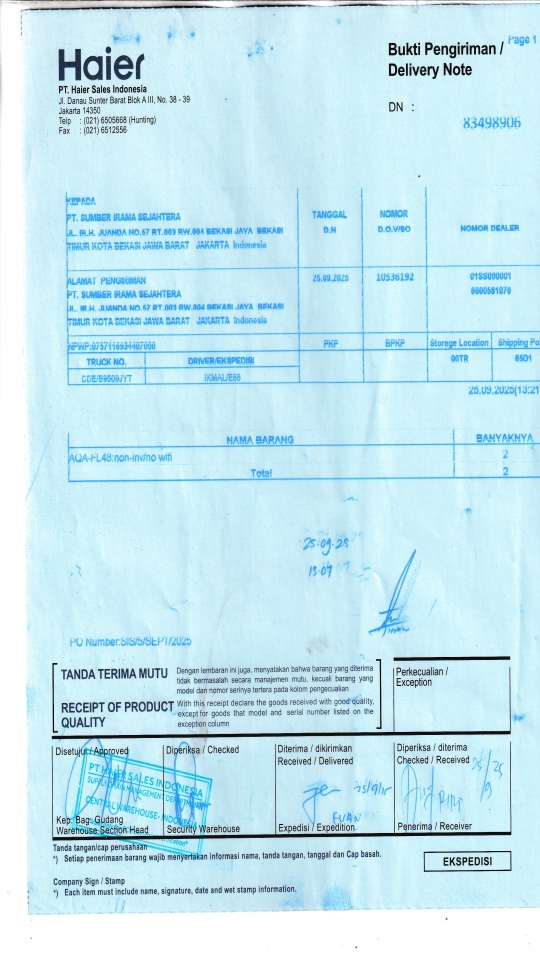 Haier
PT. Haier Sales Indonesia
Jl. Danau Sunter Barat Blok A III, No. 38 - 39
Jakarta 14350
Telp : (021) 6505668 (Hunting)
Fax : (021) 6512556
Page 1
Bukti Pengiriman /
Delivery Note
DN :
83498906
KEPADA
PT. SUMBER IRAMA SEJAHTERA
JL. IR.H. JUANDA NO.57 RT.003 RW.004 BEKASI JAYA BEKASI
TIMUR KOTA BEKASI JAWA BARAT JAKARTA Indonesia
TANGGAL
D.N
NOMOR
D.O.V/SO
NOMOR DEALER
ALAMAT PENGIRIMAN
PT. SUMBER IRAMA SEJAHTERA
JL. IR.H. JUANDA NO.57 RT.003 RW.004 BEKASI JAYA BEKASI
TIMUR KOTA BEKASI JAWA BARAT JAKARTA Indonesia
25.09.2025
10536192
PKP
BPKP
Storege Location
Shipping Po
TRUCK NO.
DRIVER/EKSPEDISI
00TR
65D1
25.09.2025(13:21
NAMA BARANG
BANYAKNYA
AQA-FL48:non-inv/no wifi
2
Total
2
25.09.25
13.09
PO Number:SIS/5/SEPT/2025
TANDA TERIMA MUTU
Dengan lembaran ini juga, menyatakan bahwa barang yang diterima
tidak bermasalah secara manajemen mutu, kecuali barang yang
model dan nomor serinya tertera pada kolom pengecualian
RECEIPT OF PRODUCT
QUALITY
With this receipt declare the goods received with good quality,
except for goods that model and serial number listed on the
exception column
Perkecualian /
Exception
Disetujui / Approved
Diperiksa / Checked
Diterima / dikirimkan
Received / Delivered
Diperiksa / diterima
Checked / Received
PT HAIER SALES INDONESIA
CENTRAL WAREHOUSE - INDONESIA
Kep. Bag. Gudang
Warehouse Section Head
Security Warehouse
Expedisi / Expedition
Penerima / Receiver
Tanda tangan/cap perusahaan
*) Setiap penerimaan barang wajib menyertakan informasi nama, tanda tangan, tanggal dan Cap basah.
EKSPEDISI
Company Sign / Stamp
*) Each item must include name, signature, date and wet stamp information.